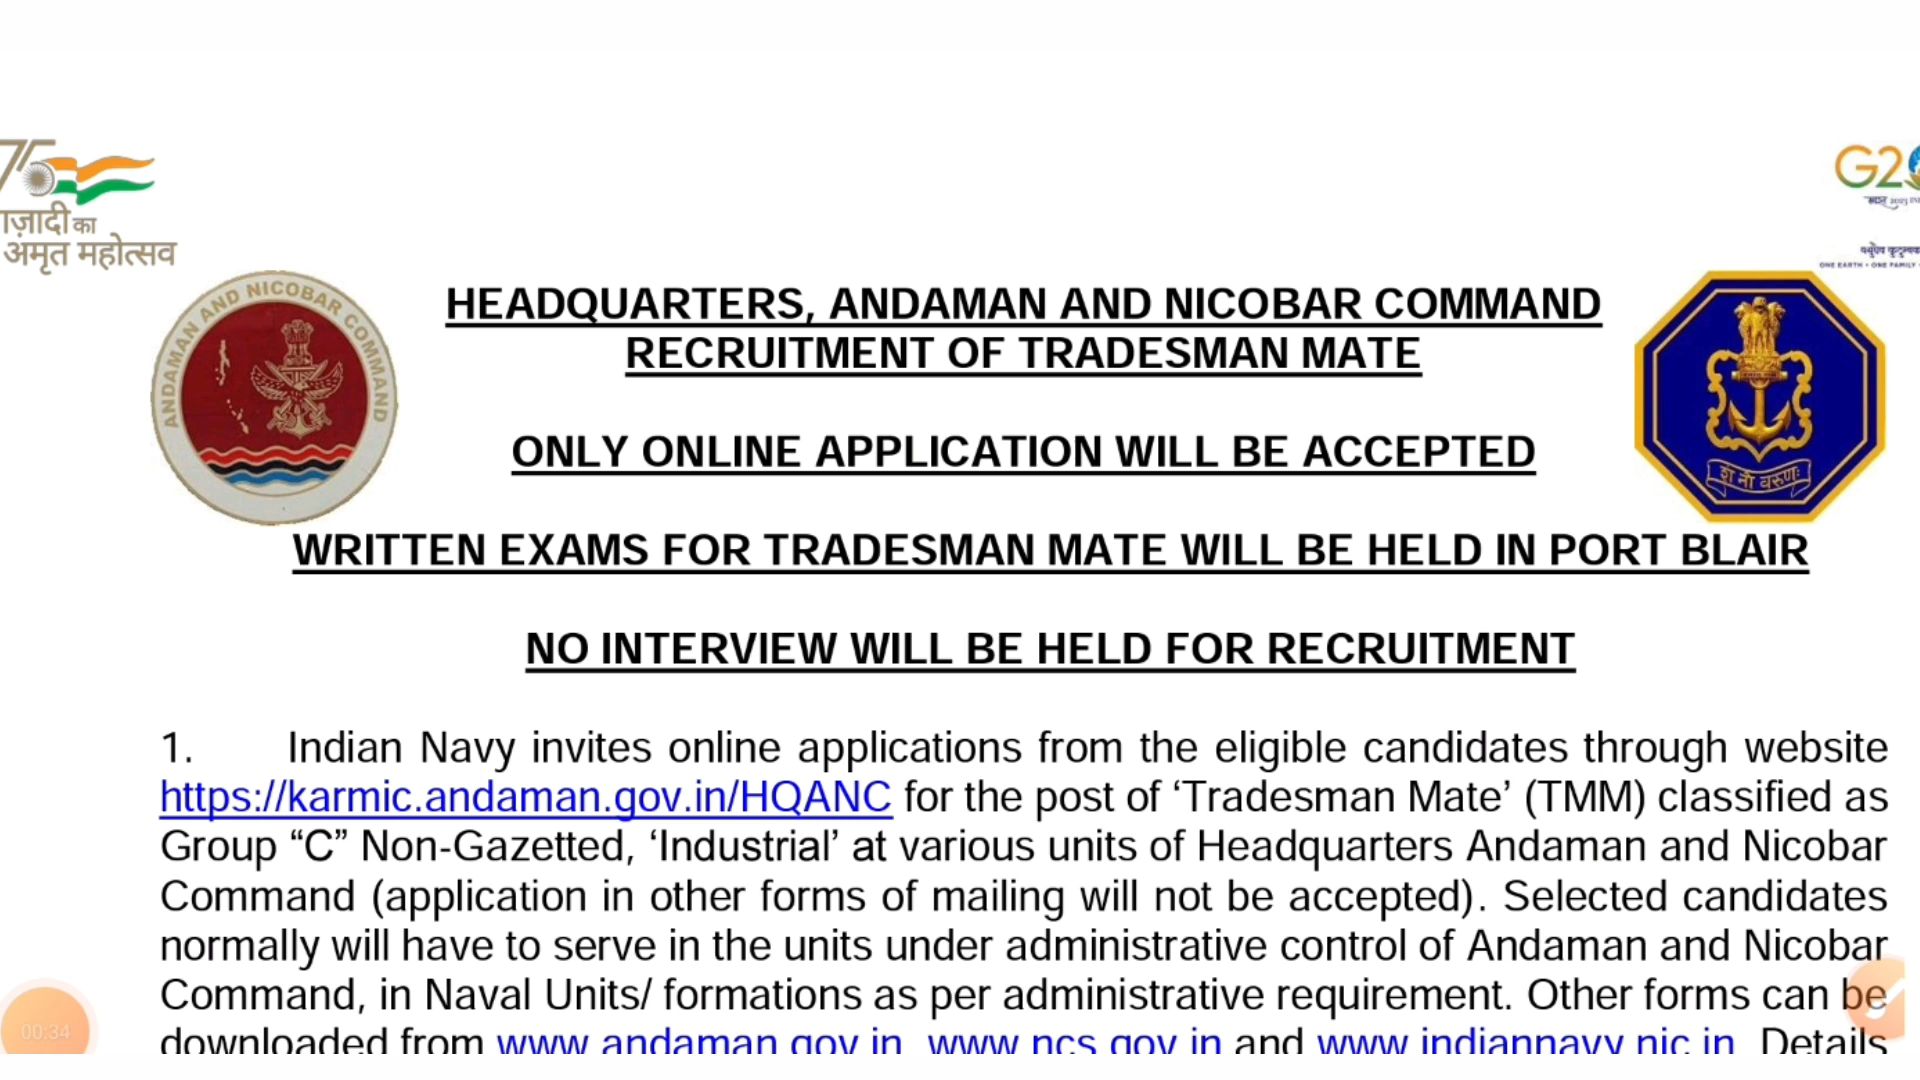 75
ज़ादी का
अमृत महोत्सव
G20
ONE EARTH • ONE FAMILY
ANDAMAN AND NICOBAR COMMAND
HEADQUARTERS, ANDAMAN AND NICOBAR COMMAND
RECRUITMENT OF TRADESMAN MATE
ONLY ONLINE APPLICATION WILL BE ACCEPTED
शं नो वरुणः
WRITTEN EXAMS FOR TRADESMAN MATE WILL BE HELD IN PORT BLAIR
NO INTERVIEW WILL BE HELD FOR RECRUITMENT
1. Indian Navy invites online applications from the eligible candidates through website
https://karmic.andaman.gov.in/HQANC for the post of ‘Tradesman Mate’ (TMM) classified as
Group “C” Non-Gazetted, ‘Industrial’ at various units of Headquarters Andaman and Nicobar
Command (application in other forms of mailing will not be accepted). Selected candidates
normally will have to serve in the units under administrative control of Andaman and Nicobar
Command, in Naval Units/ formations as per administrative requirement. Other forms can be
downloaded from www.andaman.gov.in, www.ncs.gov.in and www.indiannavy.nic.in. Details
00:34